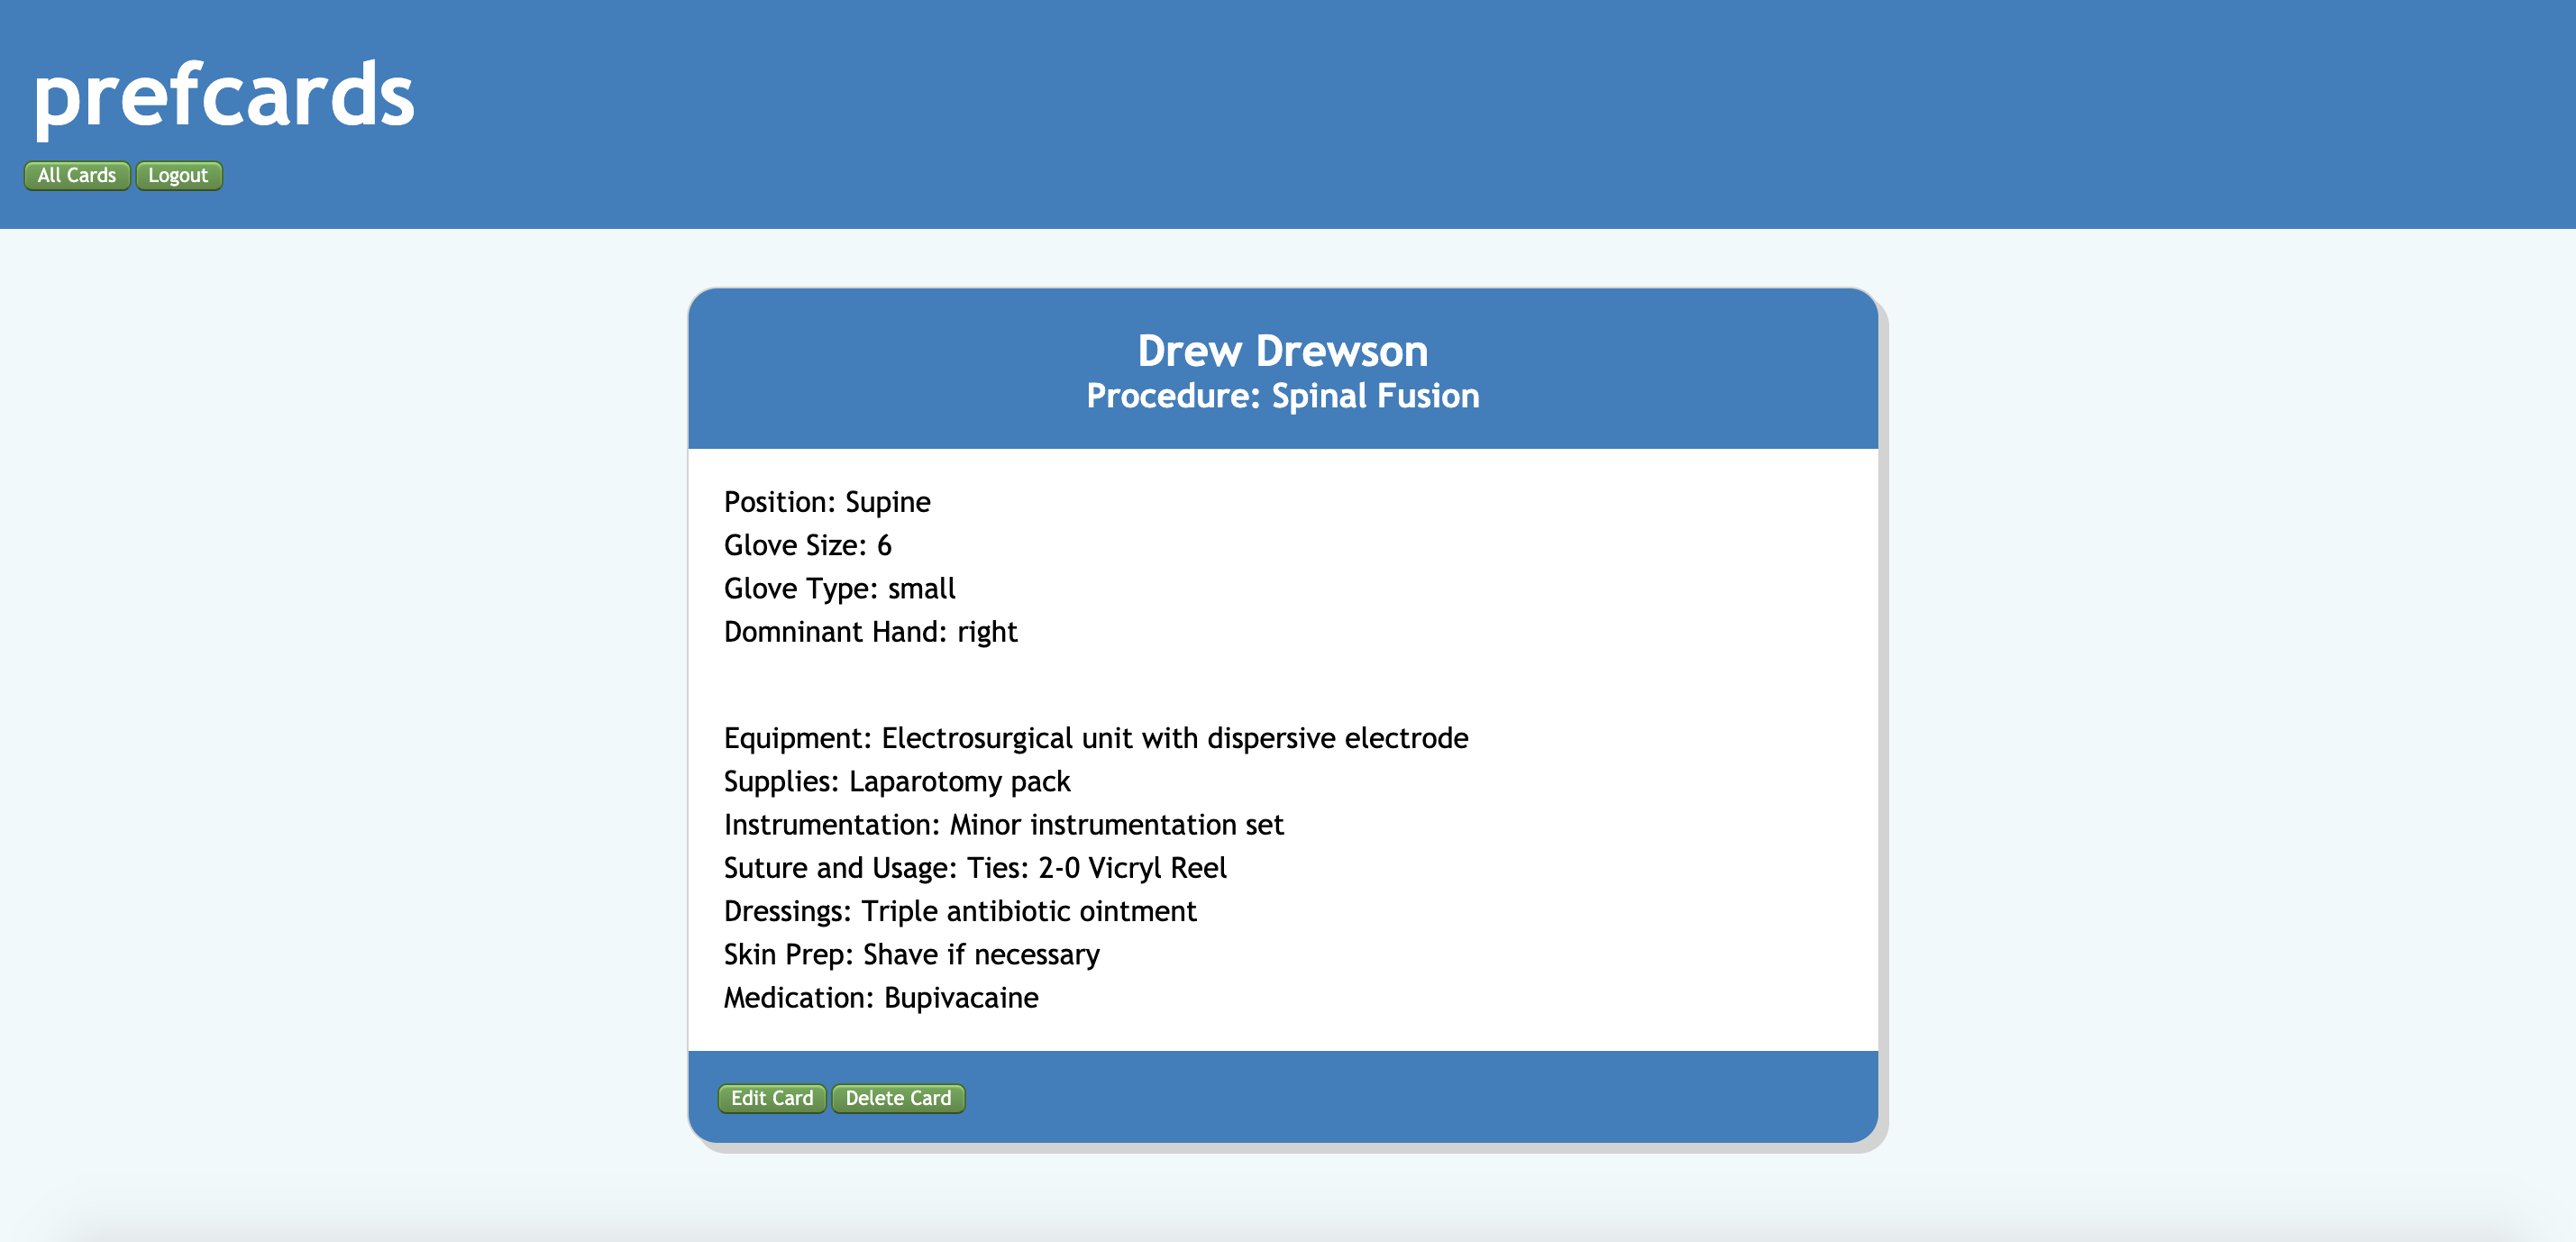 prefcards
All Cards Logout
Drew Drewson
Procedure: Spinal Fusion
Position: Supine
Glove Size: 6
Glove Type: small
Domninant Hand: right
Equipment: Electrosurgical unit with dispersive electrode
Supplies: Laparotomy pack
Instrumentation: Minor instrumentation set
Suture and Usage: Ties: 2-0 Vicryl Reel
Dressings: Triple antibiotic ointment
Skin Prep: Shave if necessary
Medication: Bupivacaine
Edit Card Delete Card